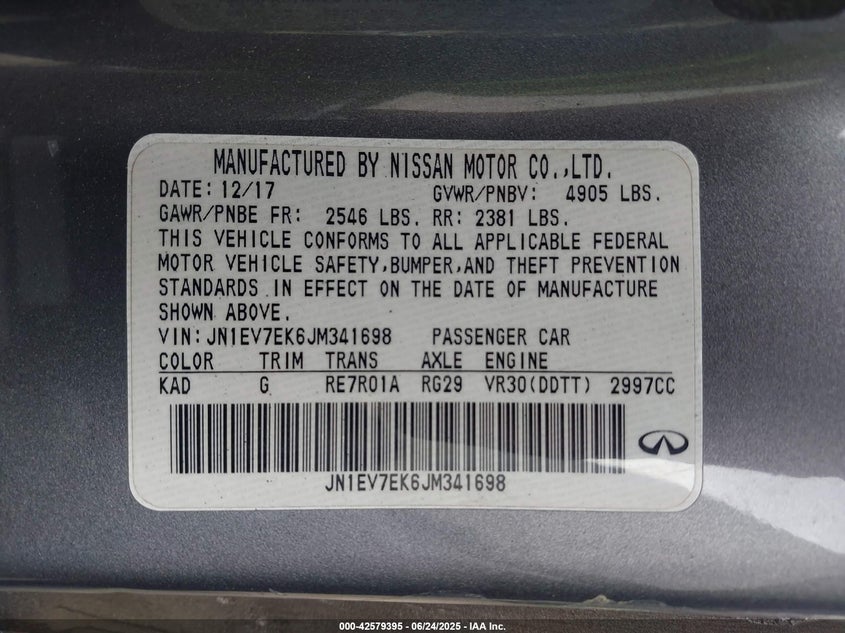 MANUFACTURED BY NISSAN MOTOR CO.,LTD.
DATE: 12/17 GVWR/PNBV: 4905 LBS.
GAWR/PNBE FR: 2546 LBS. RR: 2381 LBS.
THIS VEHICLE CONFORMS TO ALL APPLICABLE FEDERAL
MOTOR VEHICLE SAFETY,BUMPER,AND THEFT PREVENTION
STANDARDS IN EFFECT ON THE DATE OF MANUFACTURE
SHOWN ABOVE.
VIN:JN1EV7EK6JM341698 PASSENGER CAR
COLOR TRIM TRANS AXLE ENGINE
KAD G RE7R01A RG29 VR30(DDTT) 2997CC
JN1EV7EK6JM341698
000-42579395 - 06/24/2025 - IAA Inc.